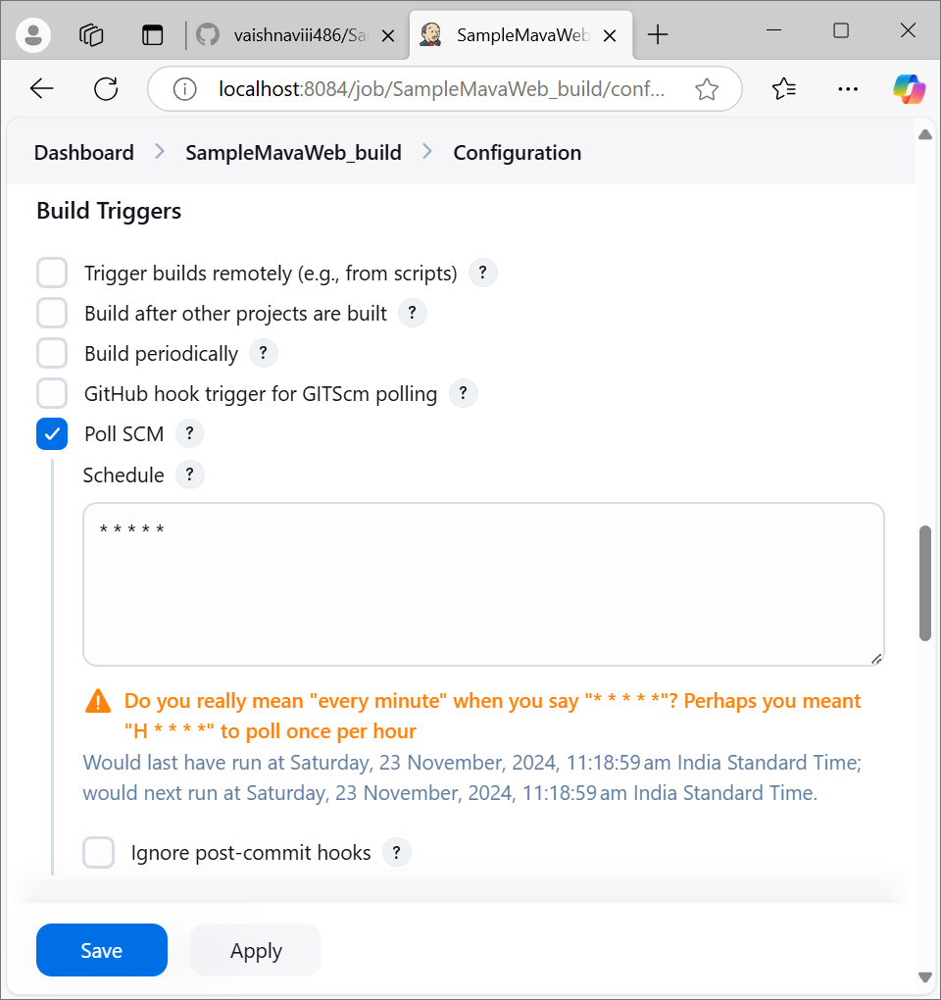 vaishnaviii486/Sa
SampleMavaWeb
localhost:8084/job/SampleMavaWeb_build/conf...
Dashboard > SampleMavaWeb_build > Configuration
Build Triggers
Trigger builds remotely (e.g., from scripts) ?
Build after other projects are built ?
Build periodically ?
GitHub hook trigger for GITScm polling ?
Poll SCM ?
Schedule ?
* * * * *
Do you really mean "every minute" when you say "* * * * *"? Perhaps you meant
"H * * * *" to poll once per hour
Would last have run at Saturday, 23 November, 2024, 11:18:59 am India Standard Time;
would next run at Saturday, 23 November, 2024, 11:18:59 am India Standard Time.
Ignore post-commit hooks ?
Save
Apply